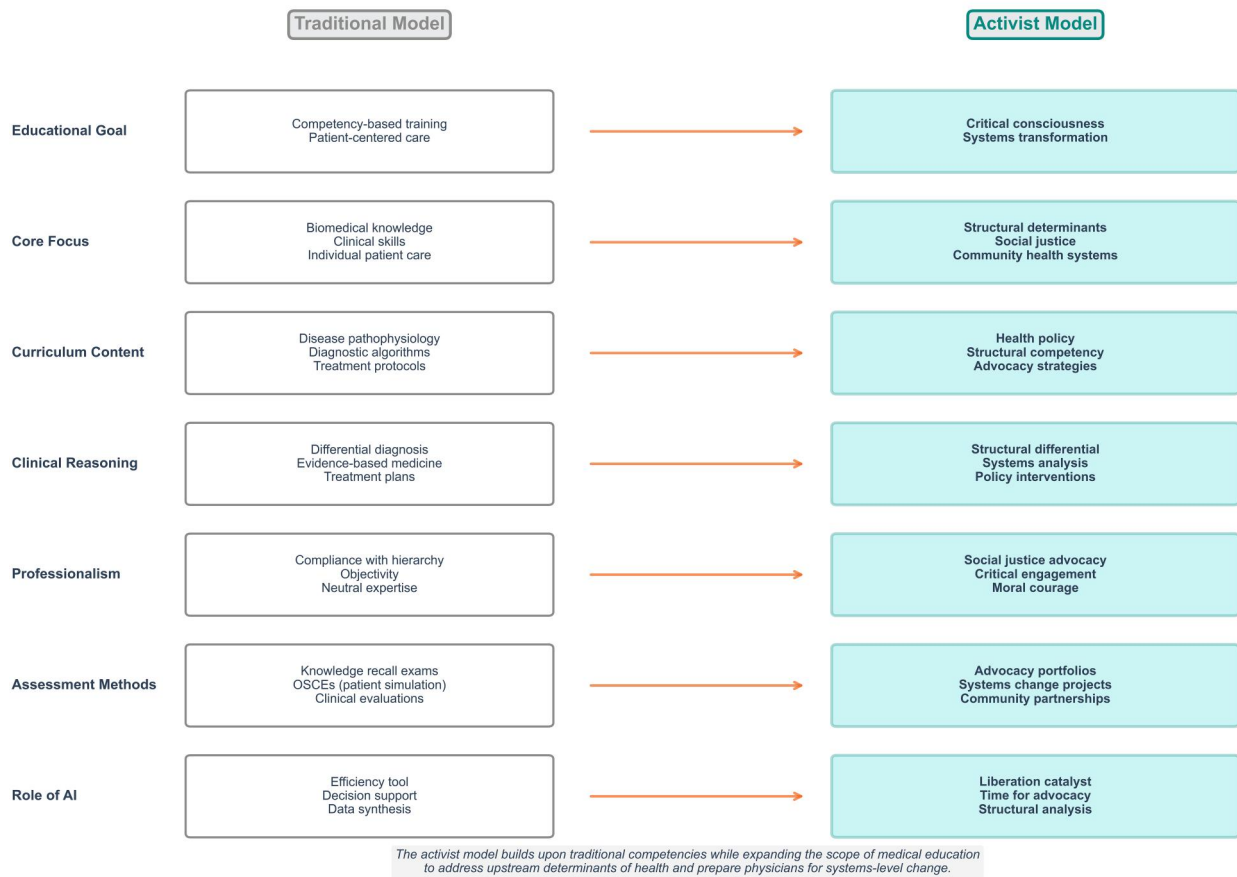 Traditional Model
Activist Model
Educational Goal
Competency-based training
Patient-centered care
Critical consciousness
Systems transformation
Core Focus
Biomedical knowledge
Clinical skills
Individual patient care
Structural determinants
Social justice
Community health systems
Curriculum Content
Disease pathophysiology
Diagnostic algorithms
Treatment protocols
Health policy
Structural competency
Advocacy strategies
Clinical Reasoning
Differential diagnosis
Evidence-based medicine
Treatment plans
Structural differential
Systems analysis
Policy interventions
Professionalism
Compliance with hierarchy
Objectivity
Neutral expertise
Social justice advocacy
Critical engagement
Moral courage
Assessment Methods
Knowledge recall exams
OSCEs (patient simulation)
Clinical evaluations
Advocacy portfolios
Systems change projects
Community partnerships
Role of AI
Efficiency tool
Decision support
Data synthesis
Liberation catalyst
Time for advocacy
Structural analysis
The activist model builds upon traditional competencies while expanding the scope of medical education
to address upstream determinants of health and prepare physicians for systems-level change.